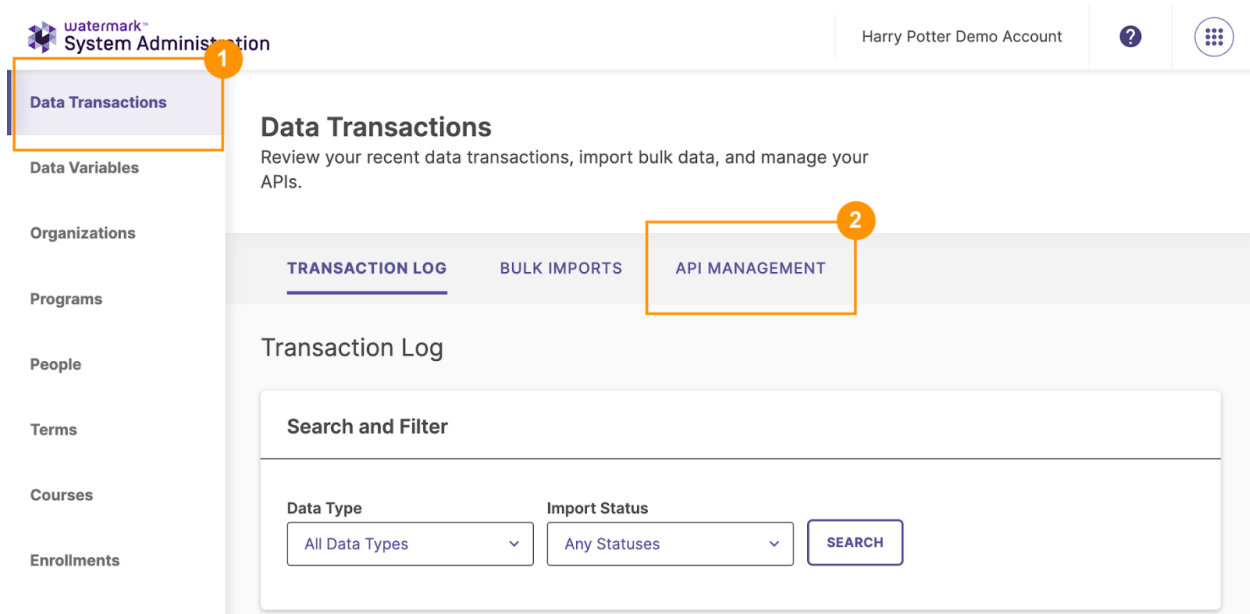 watermark™
System Administration
Harry Potter Demo Account
?
1
Data Transactions
Data Variables
Organizations
Programs
People
Terms
Courses
Enrollments
Data Transactions
Review your recent data transactions, import bulk data, and manage your
APIs.
2
TRANSACTION LOG BULK IMPORTS API MANAGEMENT
Transaction Log
Search and Filter
Data Type Import Status
All Data Types Any Statuses SEARCH